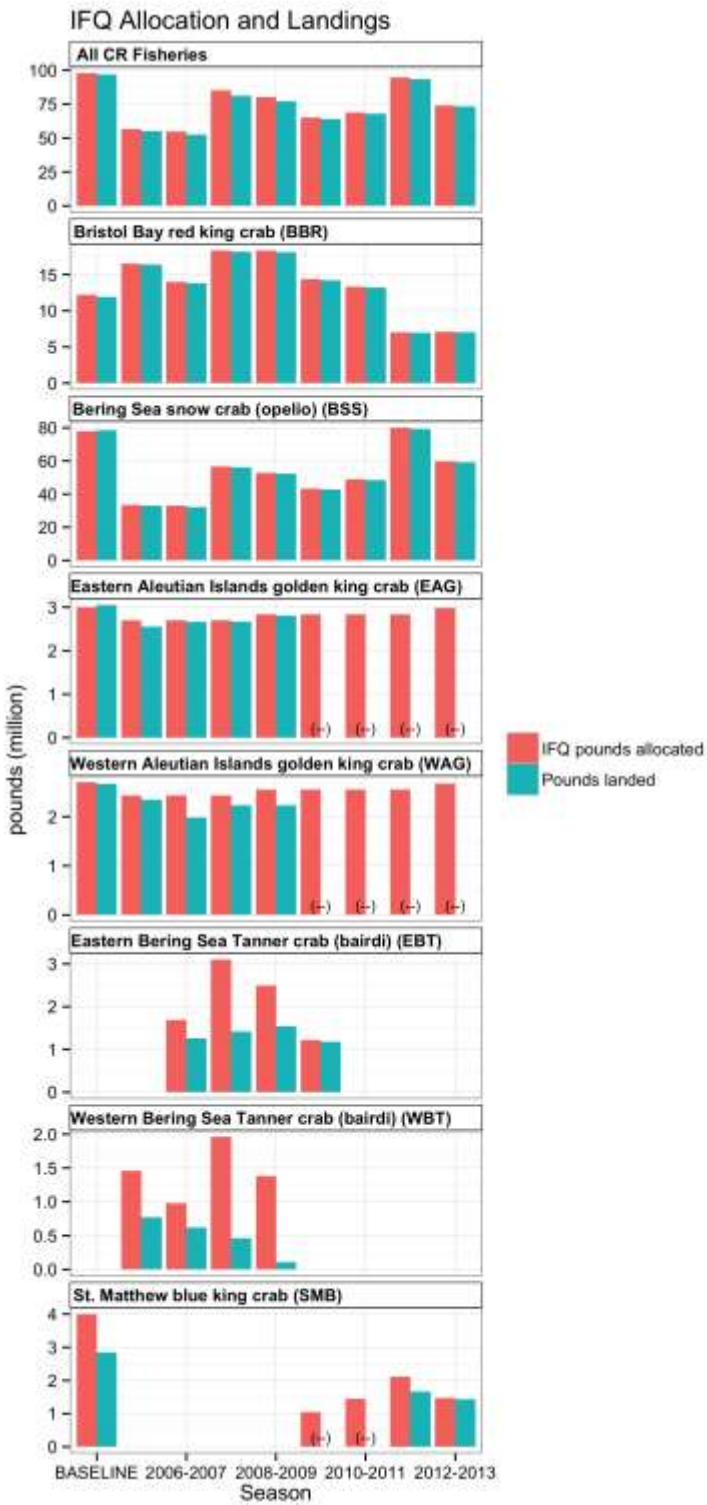 IFQ Allocation and Landings
All CR Fisheries
100
75
50
25
0
Bristol Bay red king crab (BBR)
15
10
5
0
Bering Sea snow crab (opelio) (BSS)
80
60
40
20
0
Eastern Aleutian Islands golden king crab (EAG)
3
2
1
0
(--) (--) (--) (--)
Western Aleutian Islands golden king crab (WAG)
2
1
0
(--) (--) (--) (--)
Eastern Bering Sea Tanner crab (bairdi) (EBT)
3
2
1
0
Western Bering Sea Tanner crab (bairdi) (WBT)
2.0
1.5
1.0
0.5
0.0
St. Matthew blue king crab (SMB)
4
3
2
1
0
(--) (--)
BASELINE 2006-2007 2008-2009 2010-2011 2012-2013
Season
pounds (million)
IFQ pounds allocated
Pounds landed